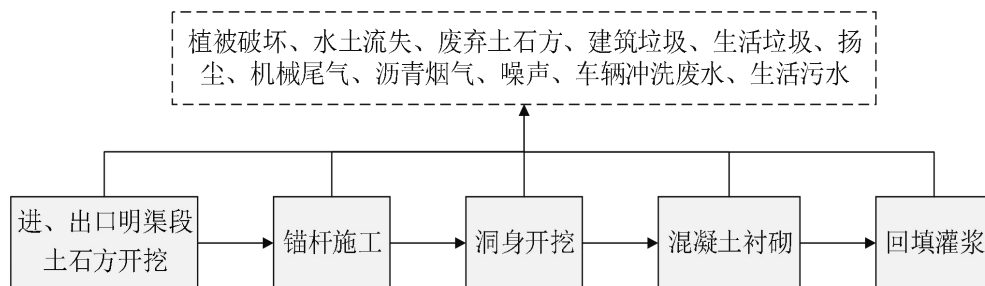 植被破坏、水土流失、废弃土石方、建筑垃圾、生活垃圾、扬
尘、机械尾气、沥青烟气、噪声、车辆冲洗废水、生活污水
进、出口明渠段
土石方开挖
锚杆施工
洞身开挖
混凝土衬砌
回填灌浆